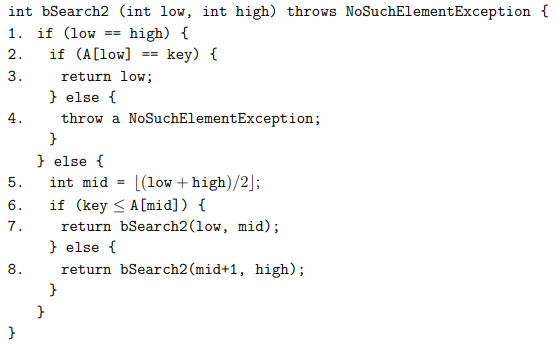 int bSearch2 (int low, int high) throws NoSuchElementException {
1. if (low == high) {
2. if (A[low] == key) {
3. return low;
} else {
4. throw a NoSuchElementException;
}
} else {
5. int mid = ⌊(low + high)/2⌋;
6. if (key ≤ A[mid]) {
7. return bSearch2(low, mid);
} else {
8. return bSearch2(mid+1, high);
}
}
}